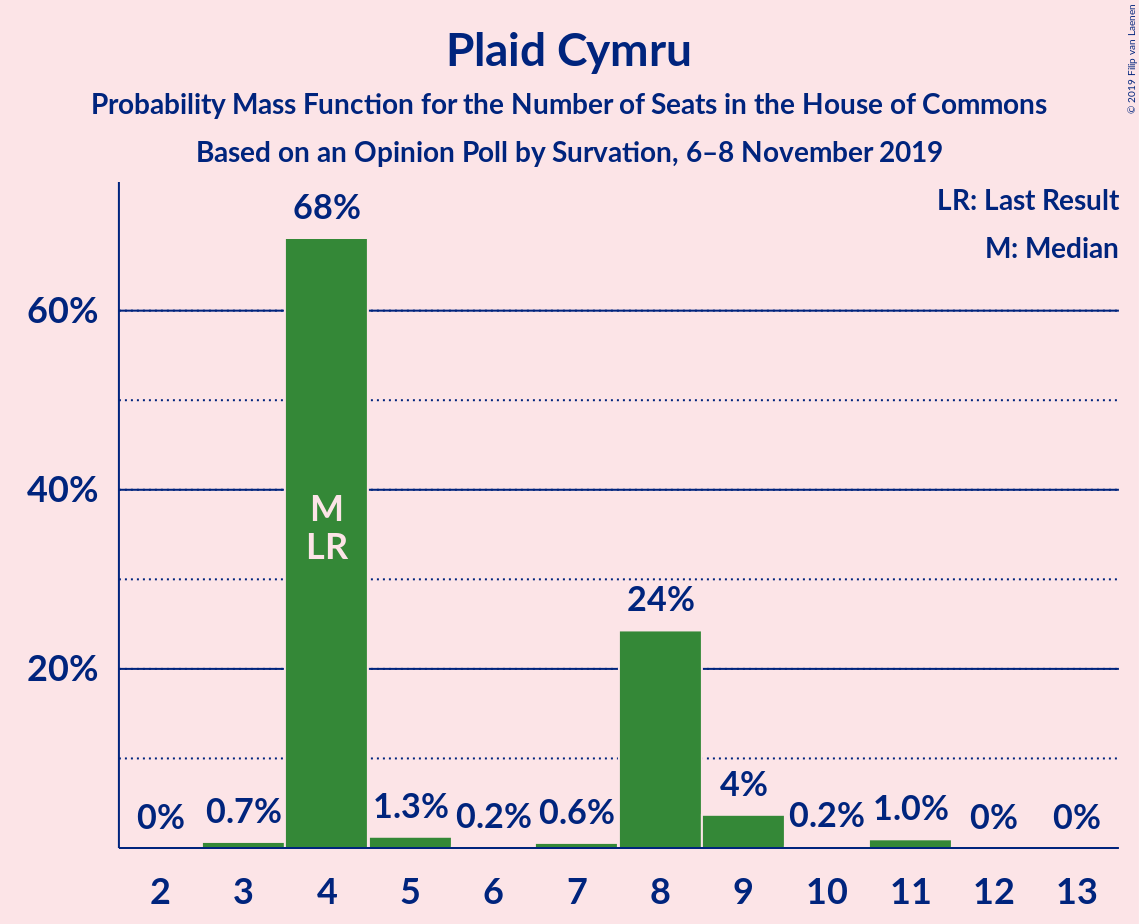 Plaid Cymru
Probability Mass Function for the Number of Seats in the House of Commons
Based on an Opinion Poll by Survation, 6–8 November 2019
© 2019 Filip van Laenen
LR: Last Result
M: Median
60%
40%
20%
0%
0.7%
68%
M
LR
1.3%
0.2%
0.6%
24%
4%
0.2%
1.0%
0%
0%
2 3 4 5 6 7 8 9 10 11 12 13